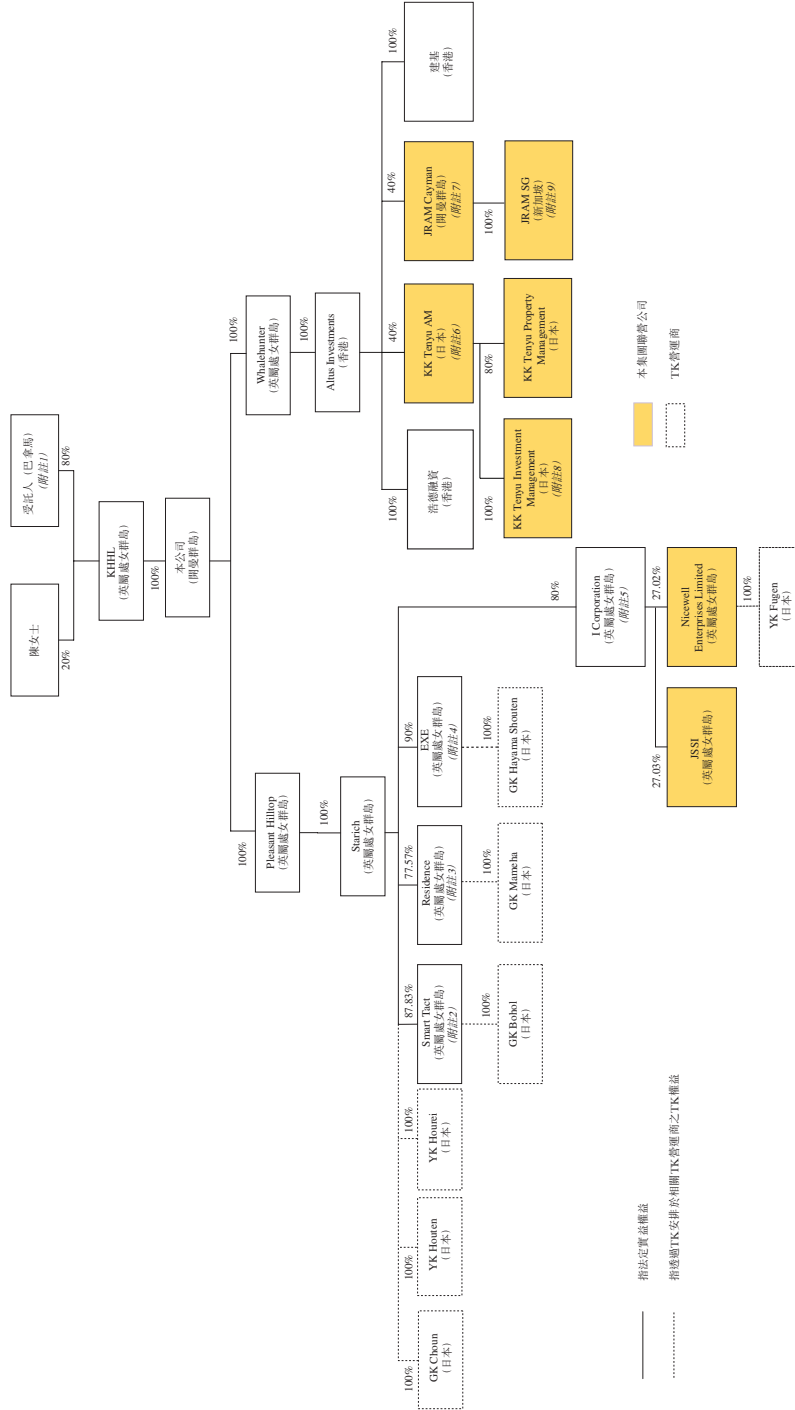 陳女士
受託人（巴拿馬）
(附註1)
20%
80%
KHHL
(英屬處女群島)
100%
本公司
(開曼群島)
100%
100%
Pleasant Hilltop
(英屬處女群島)
Whalehunter
(英屬處女群島)
100%
100%
Starich
(英屬處女群島)
Altus Investments
(香港)
100%
100%
100%
87.83%
77.57%
90%
80%
100%
40%
40%
100%
GK Choun
(日本)
YK Houten
(日本)
YK Hourei
(日本)
Smart Tact
(英屬處女群島)
(附註2)
Residence
(英屬處女群島)
(附註3)
EXE
(英屬處女群島)
(附註4)
浩德融資
(香港)
KK Tenyu AM
(日本)
(附註6)
JRAM Cayman
(開曼群島)
(附註7)
建基
(香港)
100%
100%
100%
100%
80%
100%
GK Bohol
(日本)
GK Mameha
(日本)
GK Hayama Shouten
(日本)
KK Tenyu Investment
Management
(日本)
(附註8)
KK Tenyu Property
Management
(日本)
JRAM SG
(新加坡)
(附註9)
I Corporation
(英屬處女群島)
(附註5)
27.03%
27.02%
JSSI
(英屬處女群島)
Nicewell
Enterprises Limited
(英屬處女群島)
100%
YK Fugen
(日本)
指法定實益權益
指透過TK安排於相關TK營運商之TK權益
本集團聯營公司
TK營運商